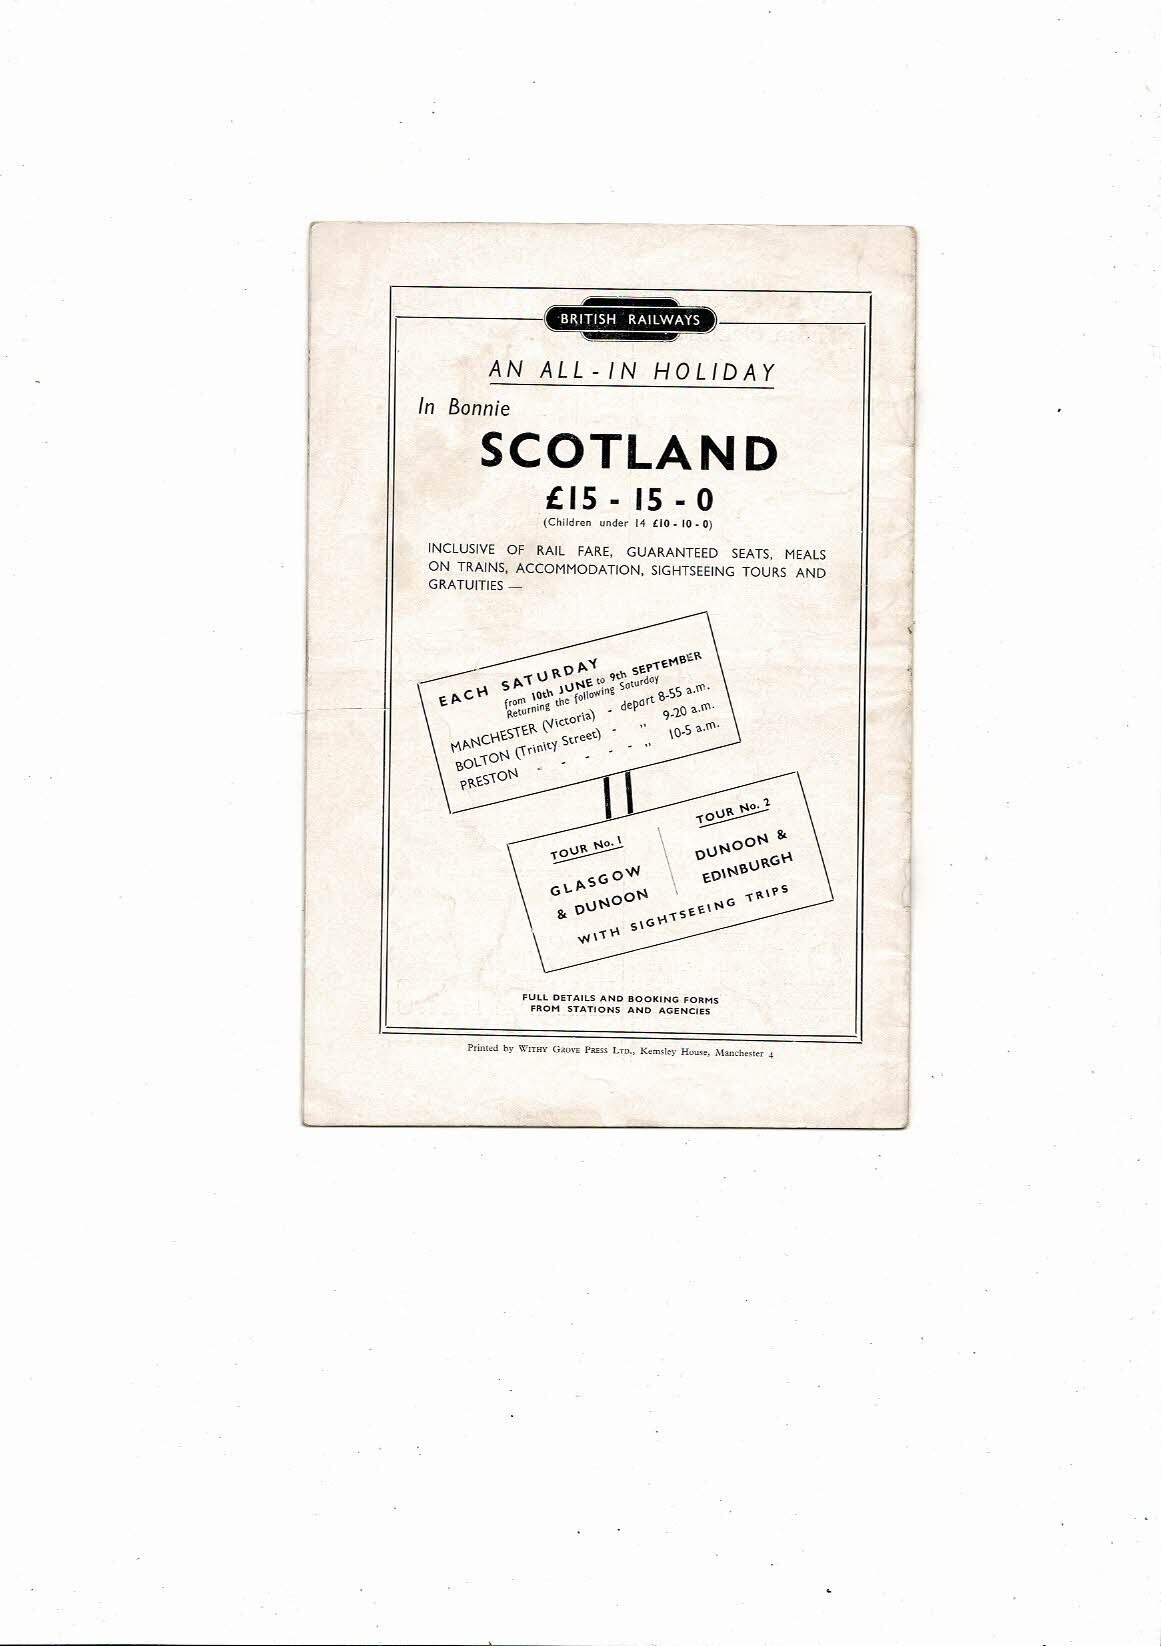 BRITISH RAILWAYS
AN ALL-IN HOLIDAY
In Bonnie
SCOTLAND
£15 - 15 - 0
(Children under 14 £10 - 10 - 0)
INCLUSIVE OF RAIL FARE, GUARANTEED SEATS, MEALS
ON TRAINS, ACCOMMODATION, SIGHTSEEING TOURS AND
GRATUITIES —
EACH SATURDAY
from 10th JUNE to 9th SEPTEMBER
Returning the following Saturday
MANCHESTER (Victoria) - depart 8-55 a.m.
BOLTON (Trinity Street) - " 9-20 a.m.
PRESTON - - - - - " 10-5 a.m.
TOUR No. 1
GLASGOW
& DUNOON
TOUR No. 2
DUNOON &
EDINBURGH
WITH SIGHTSEEING TRIPS
FULL DETAILS AND BOOKING FORMS
FROM STATIONS AND AGENCIES
Printed by WITHY GROVE PRESS LTD., Kemsley House, Manchester 4